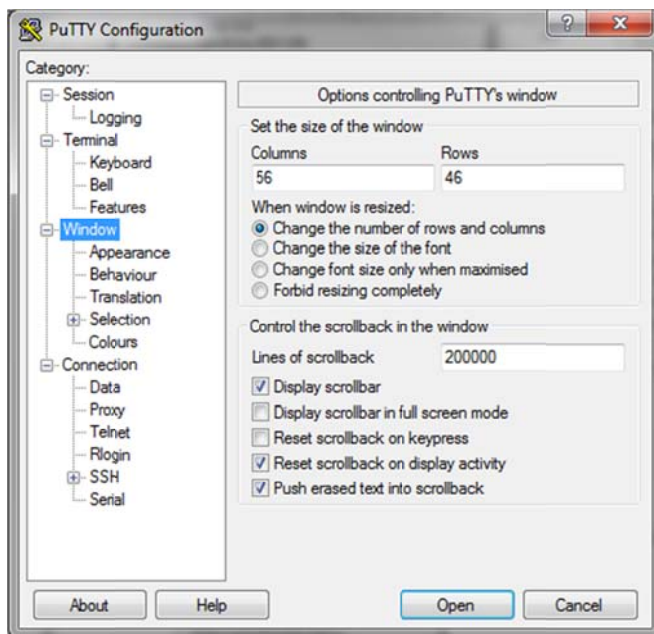 PuTTY Configuration
Category:
Session
Logging
Terminal
Keyboard
Bell
Features
Window
Appearance
Behaviour
Translation
Selection
Colours
Connection
Data
Proxy
Telnet
Rlogin
SSH
Serial
Options controlling PuTTY's window
Set the size of the window
Columns Rows
56 46
When window is resized:
Change the number of rows and columns
Change the size of the font
Change font size only when maximised
Forbid resizing completely
Control the scrollback in the window
Lines of scrollback 200000
Display scrollbar
Display scrollbar in full screen mode
Reset scrollback on keypress
Reset scrollback on display activity
Push erased text into scrollback
About Help Open Cancel